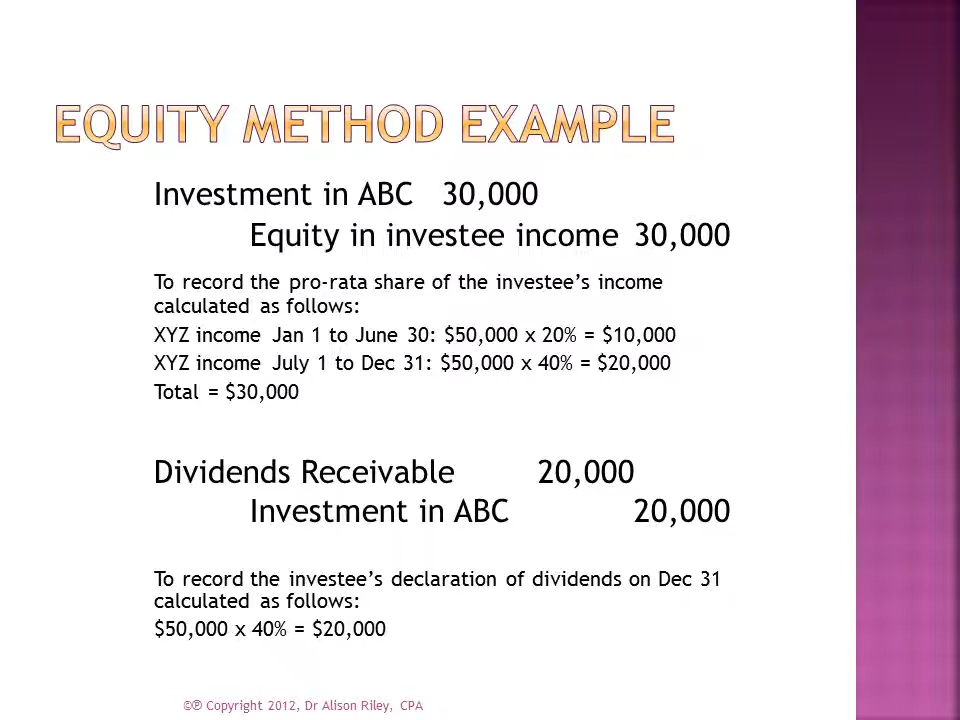 EQUITY METHOD EXAMPLE
Investment in ABC 30,000
Equity in investee income 30,000
To record the pro-rata share of the investee's income
calculated as follows:
XYZ income Jan 1 to June 30: $50,000 x 20% = $10,000
XYZ income July 1 to Dec 31: $50,000 x 40% = $20,000
Total = $30,000
Dividends Receivable 20,000
Investment in ABC 20,000
To record the investee's declaration of dividends on Dec 31
calculated as follows:
$50,000 x 40% = $20,000
©℗ Copyright 2012, Dr Alison Riley, CPA